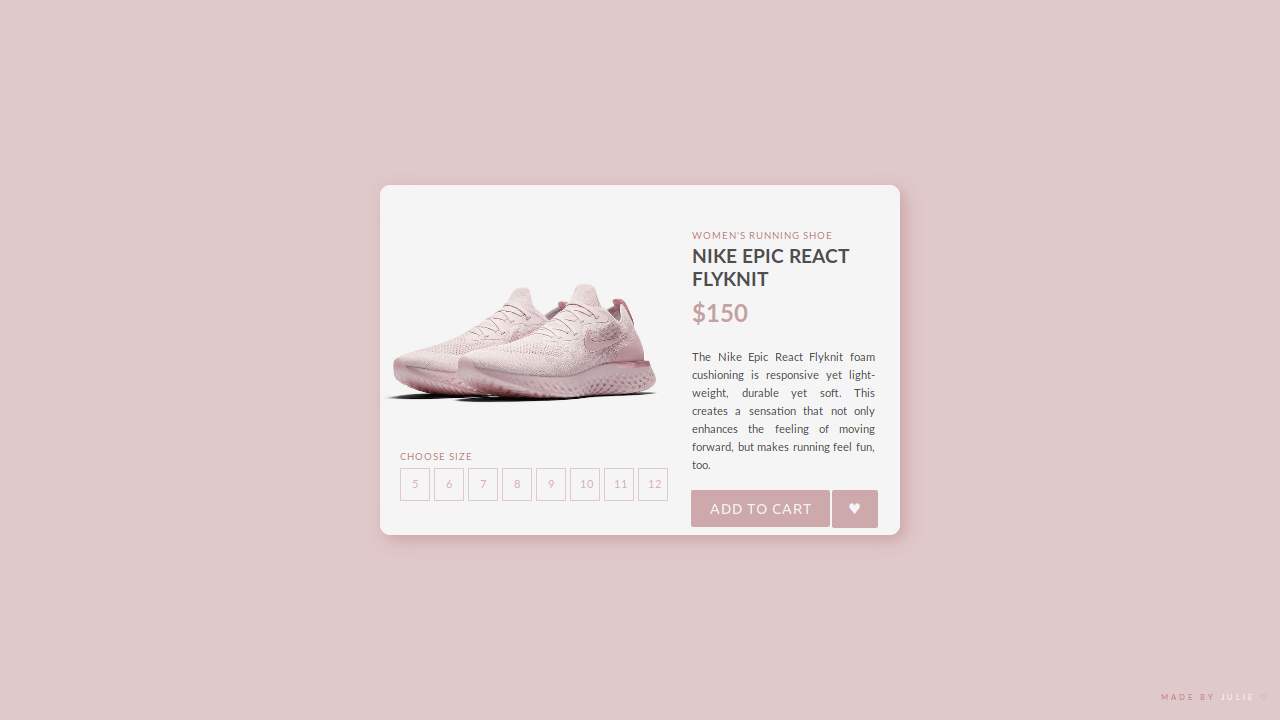 WOMEN'S RUNNING SHOE
NIKE EPIC REACT
FLYKNIT
$150
The Nike Epic React Flyknit foam
cushioning is responsive yet light-
weight, durable yet soft. This
creates a sensation that not only
enhances the feeling of moving
forward, but makes running feel fun,
too.
CHOOSE SIZE
5 6 7 8 9 10 11 12
ADD TO CART ♥
MADE BY JULIE ♡